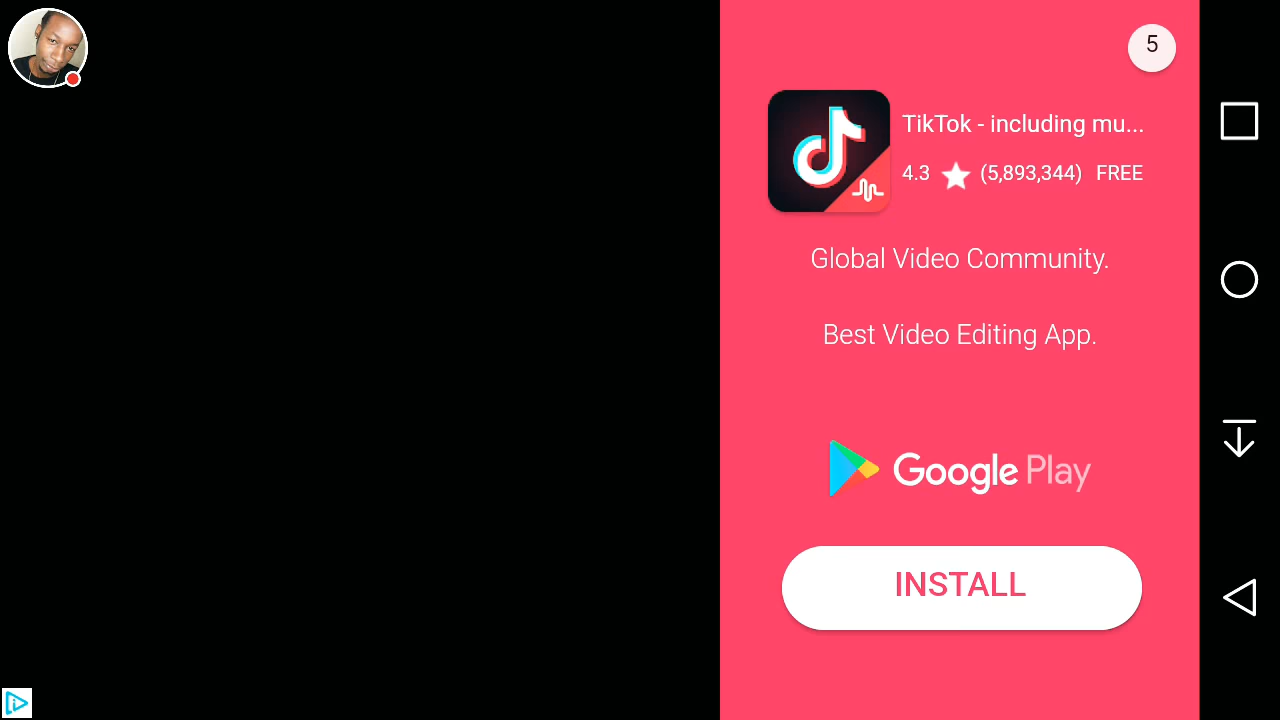 5
TikTok - including mu...
4.3 (5,893,344) FREE
Global Video Community.
Best Video Editing App.
Google Play
INSTALL